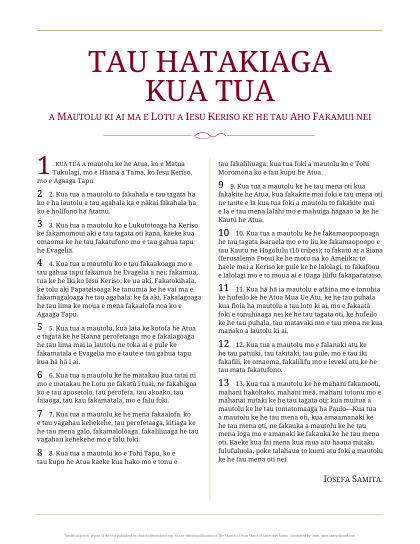 TAU HATAKIAGA
KUA TUA
A MAUTOLU KI AI MA E LOTU A IESU KERISO KE HE TAU AHO FAKAMUI NEI
1 . KUA TUA a mautolu ke he Atua, ko e Matua
Tukulagi, mo e Haana a Tama, ko Iesu Keriso,
mo e Agaaga Tapu.
2 2. Kua tua a mautolu to fakahala e tau tagata ha
ko e ha lautolu a tau agahala ka e nākai fakahala ha
ko e holifono ha Atamu.
3 3. Kua tua a mautolu ko e Lukutoteaga ha Keriso
ke fakamomoui aki e tau tagata oti kana, kaeke kua
omaoma ke he tau fakatufono mo e tau gahua tapu
he Evagelia.
4 4. Kua tua a mautolu ko e tau fakaakoaga mo e
tau gahua tapu fakamua he Evagelia a nei: fakamua,
tua ke he Iki ko Iesu Keriso; ke ua aki, Fakatokihala,
ke tolu aki Papateisoaga ke tanumia ke he vai ma e
fakamagaloaga he tau agahala; ke fa aki, Fakalagoaga
he tau lima ke moua e mena fakaalofa noa ko e
Agaaga Tapu.
5 5. Kua tua a mautolu, kua lata ke kotofa he Atua
e tagata ke he Haana perofetaaga mo e fakalagoaga
he tau lima mai ia lautolu ne toka ai e pule ke
fakamatala e Evagelia mo e taute e tau gahua tapu
kua hā hā i ai.
6 6. Kua tua a mautolu ke he matakau kua tatai ni
mo e matakau he Lotu ne fakatū i tuai, ne fakahigoa
ko e tau aposetolo, tau perofeta, tau akoako, tau
faiaoga, tau kau fakamatala, mo e falu foki.
7 7. Kua tua a mautolu ke he mena fakaalofa, ko
e tau vagahau kehekehe, tau perofetaaga, kitiaga ke
he tau mena galo, fakamalolōaga, fakaliliuaga he tau
vagahau kehekehe mo e falu foki.
8 8. Kua tua a mautolu ko e Tohi Tapu, ko e
tau kupu he Atua kaeke kua hako mo e tonu e
tau fakaliliuaga; kua tua foki a mautolu ko e Tohi
Moromona ko e tau kupu he Atua.
9 9. Kua tua a mautolu ke he tau mena oti kua
fakakite he Atua, kua fakakite mai foki e tau mena oti
ne taute e Ia kua tua foki a mautolu to fakakite mai
e Ia e tau mena lalahi mo e mahuiga hagaao ia ke he
Kautū he Atua.
10 10. Kua tua a mautolu ke he fakamaopoopoaga
he tau tagata Isaraela mo e to liu ke fakamaopoopo e
tau Kautu ne Hogofulu (10 tribes); to fakatū ai a Siona
(Ierusalema Foou) ke he motu na ko Amelika; to
haele mai a Keriso ke pule ke he lalolagi, to fakafoou
e lalolagi mo e to moua ai e tūaga lilifu fakaparataiso.
11 11. Kua hā hā ia mautolu e atāina mo e tonuhia
ke hufeilo ke he Atua Mua Ue Atu, ke he tau puhala
kua fioia ha mautolu a tau loto ki ai, mo e fakaatā
foki e tonuhiaaga nei ke he tau tagata oti, ke hufeilo
ke he tau puhala, tau matavaki mo e tau mena ne kua
manako a lautolu ki ai.
12 12. Kua tua a mautolu mo e falanaki atu ke
he tau patuiki, tau takitaki, tau pule, mo e tau iki
fakafili, ke omaoma, fakalilifu mo e leveki atu ke he
tau mata fakatufono.
13 13. Kua tua a mautolu ke he mahani fakamooli,
mahani hakohako, mahani meā, mahani totonu mo e
mahani mitaki ke he tau tagata oti; kua muitua a
mautolu ke he tau tomatomaaga ha Paulo—Kua tua
a mautolu ke he tau mena oti, kua amaamanaki ke
he tau mena oti, ne fakauka a mautolu ke he tau
mena loga mo e amanaki ke fakauka ke he tau mena
oti. Kaeke kua fai mena kua mua atu haana mitaki,
fulufuluola, poke talahaua to kumi atu foki a mautolu
ke he tau mena oti nei.
IOSEFA SAMITA.